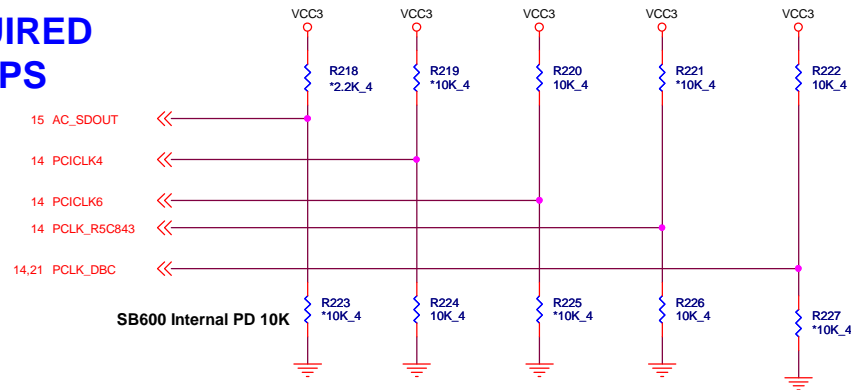 UIRED
PS
VCC3 VCC3 VCC3 VCC3 VCC3
R218 R219 R220 R221 R222
*2.2K_4 *10K_4 10K_4 *10K_4 10K_4
15 AC_SDOUT
14 PCICLK4
14 PCICLK6
14 PCLK_R5C843
14,21 PCLK_DBC
SB600 Internal PD 10K
R223 R224 R225 R226 R227
*10K_4 10K_4 *10K_4 10K_4 *10K_4